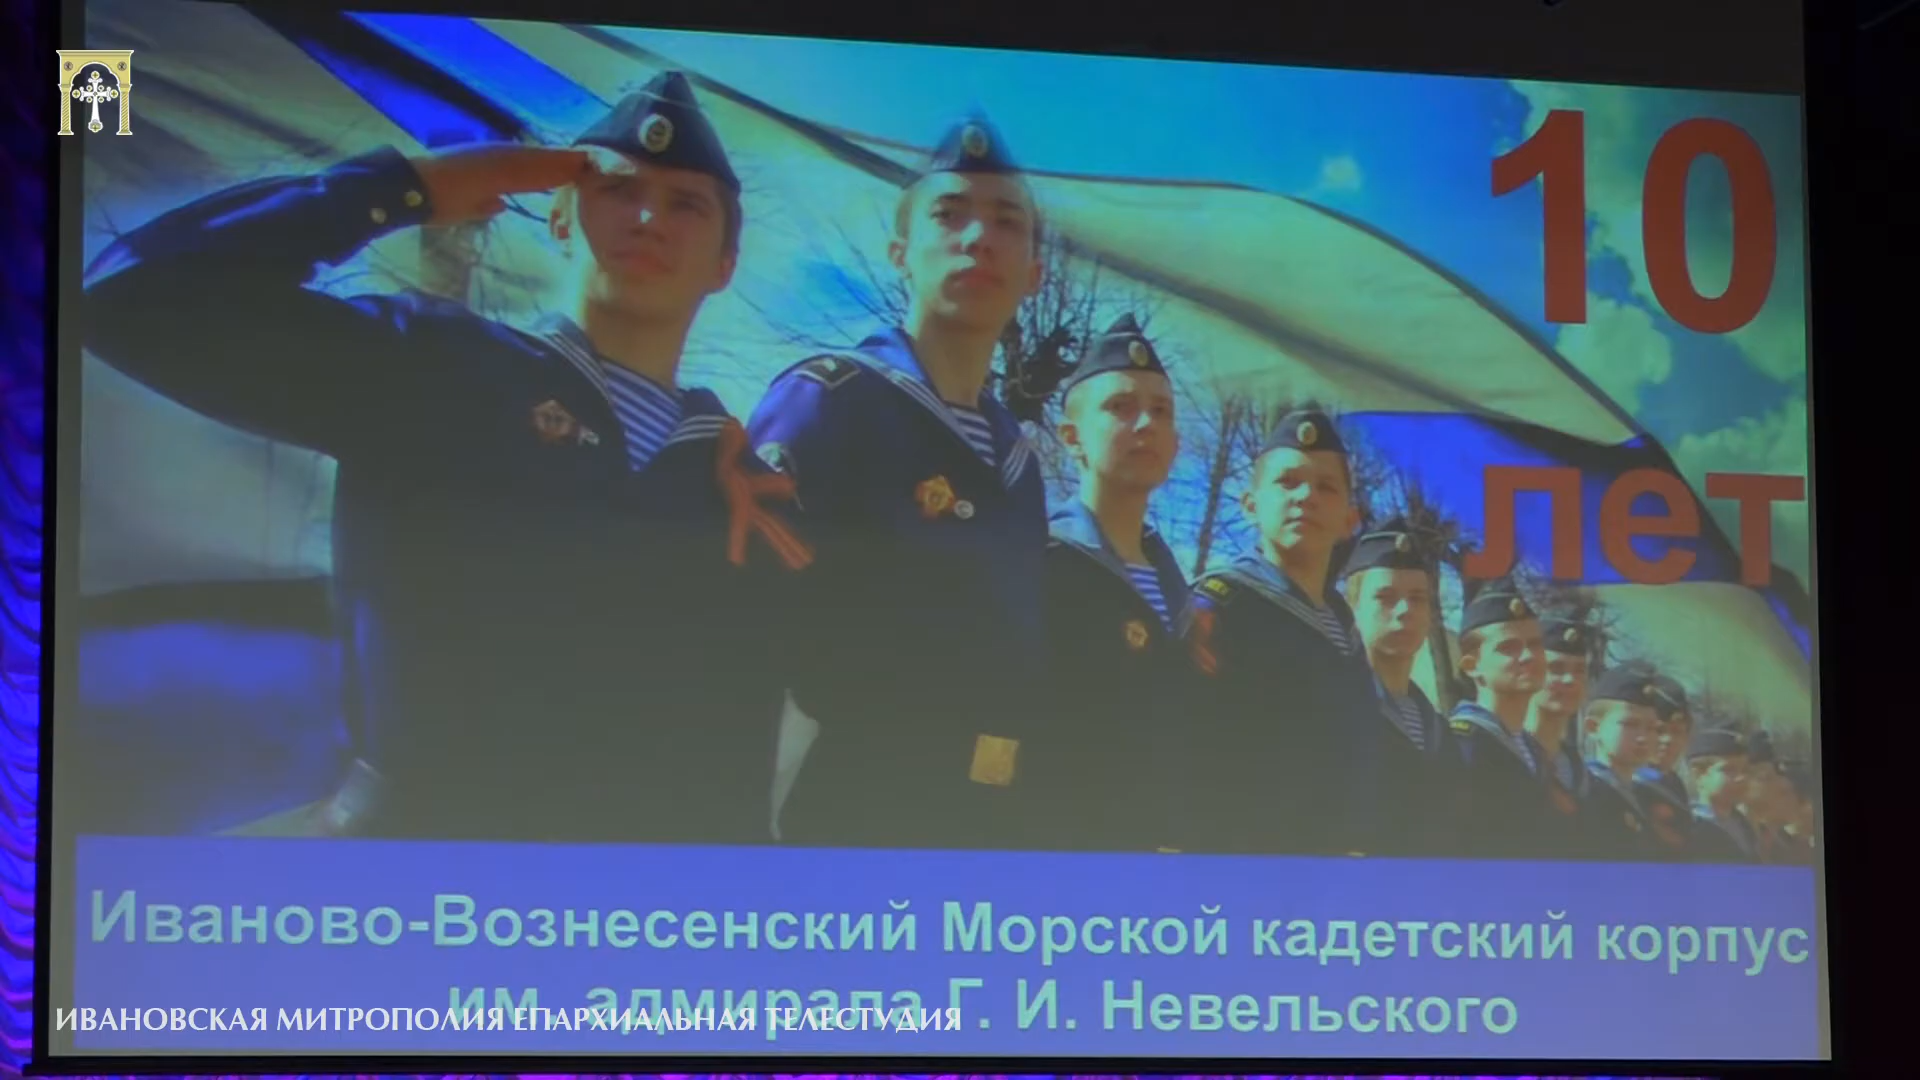 10
лет
Иваново-Вознесенский Морской кадетский корпус
им. адмирала Г. И. Невельского
ИВАНОВСКАЯ МИТРОПОЛИЯ ЕПАРХИАЛЬНАЯ ТЕЛЕСТУДИЯ